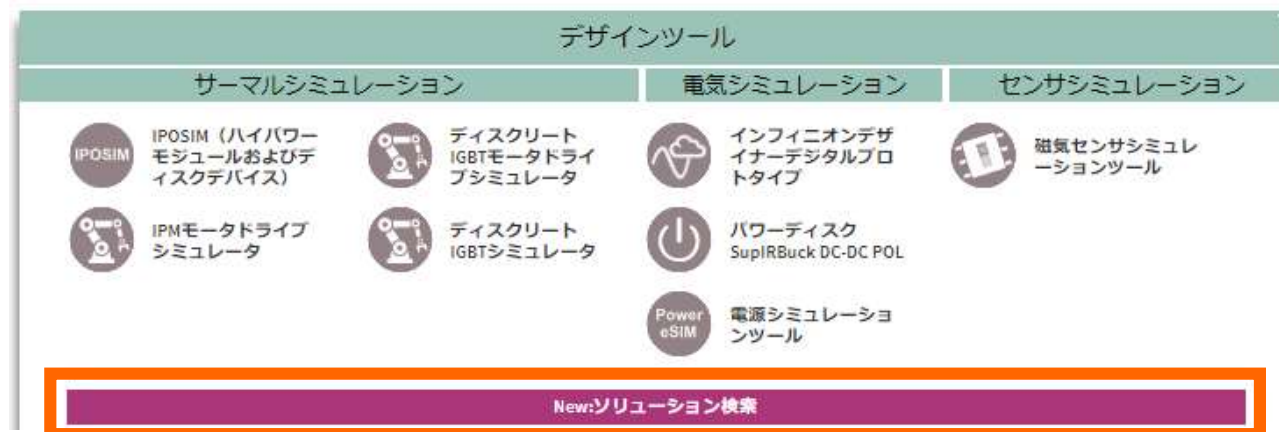 デザインツール
サーマルシミュレーション
電気シミュレーション
センサシミュレーション
IPOSIM
IPOSIM（ハイパワー
モジュールおよびデ
ィスクデバイス）
ディスクリート
IGBTモータドライ
ブシミュレータ
インフィニオンデザ
イナーデジタルプロ
トタイプ
磁気センサシミュレ
ーションツール
IPMモータドライブ
シミュレータ
ディスクリート
IGBTシミュレータ
パワーディスク
SupIRBuck DC-DC POL
Power
eSIM
電源シミュレーショ
ンツール
New:ソリューション検索